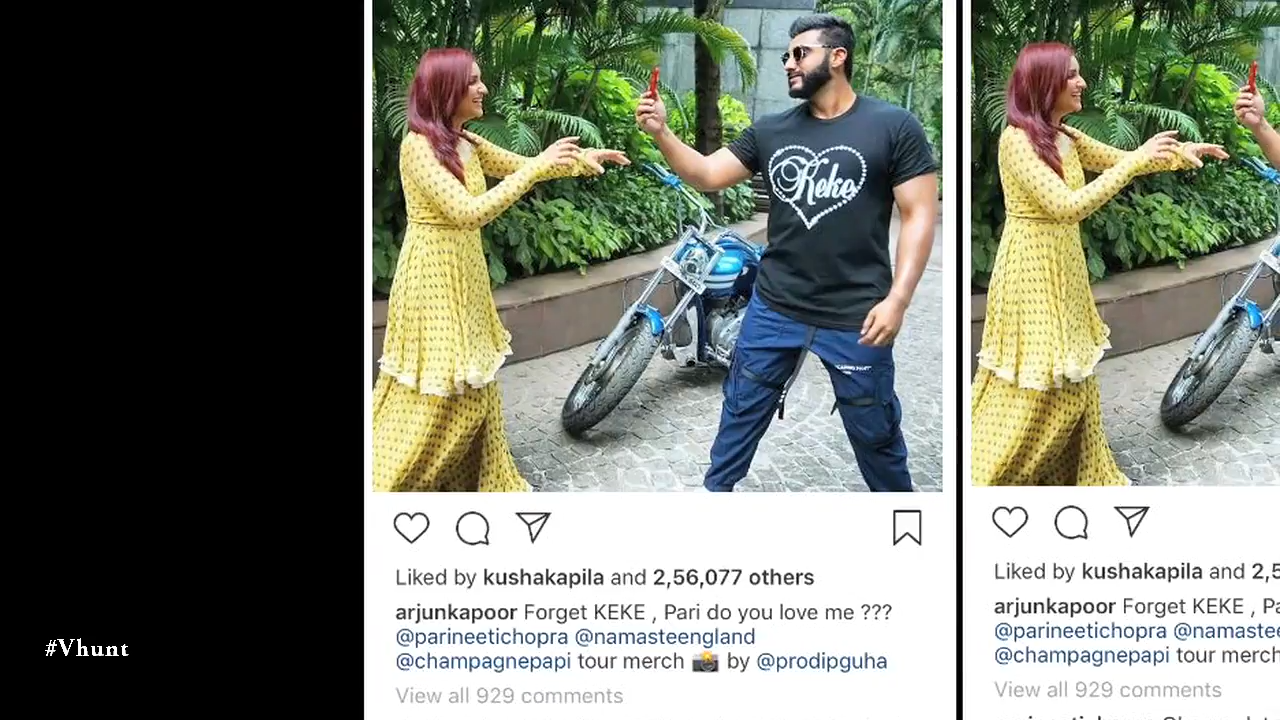 Keke
Liked by kushakapila and 2,56,077 others
arjunkapoor Forget KEKE , Pari do you love me ???
@parineetichopra @namasteengland
@champagnepapi tour merch 📸 by @prodipguha
View all 929 comments
Liked by kushakapila and 2,5
arjunkapoor Forget KEKE , Pa
@parineetichopra @namaste
@champagnepapi tour merch
View all 929 comments
#Vhunt